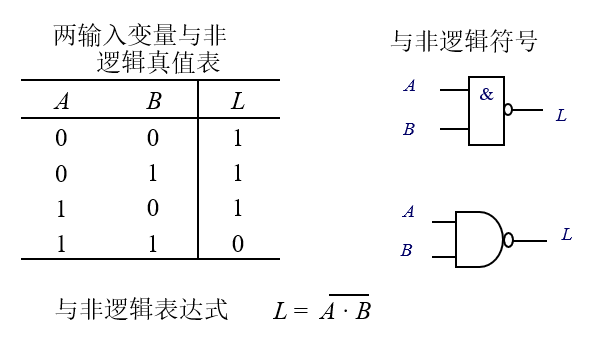 两输入变量与非
逻辑真值表
A B L
0 0 1
0 1 1
1 0 1
1 1 0
与非逻辑符号
A
&
B
L
A
B
L
与非逻辑表达式 L = \overline{A · B}